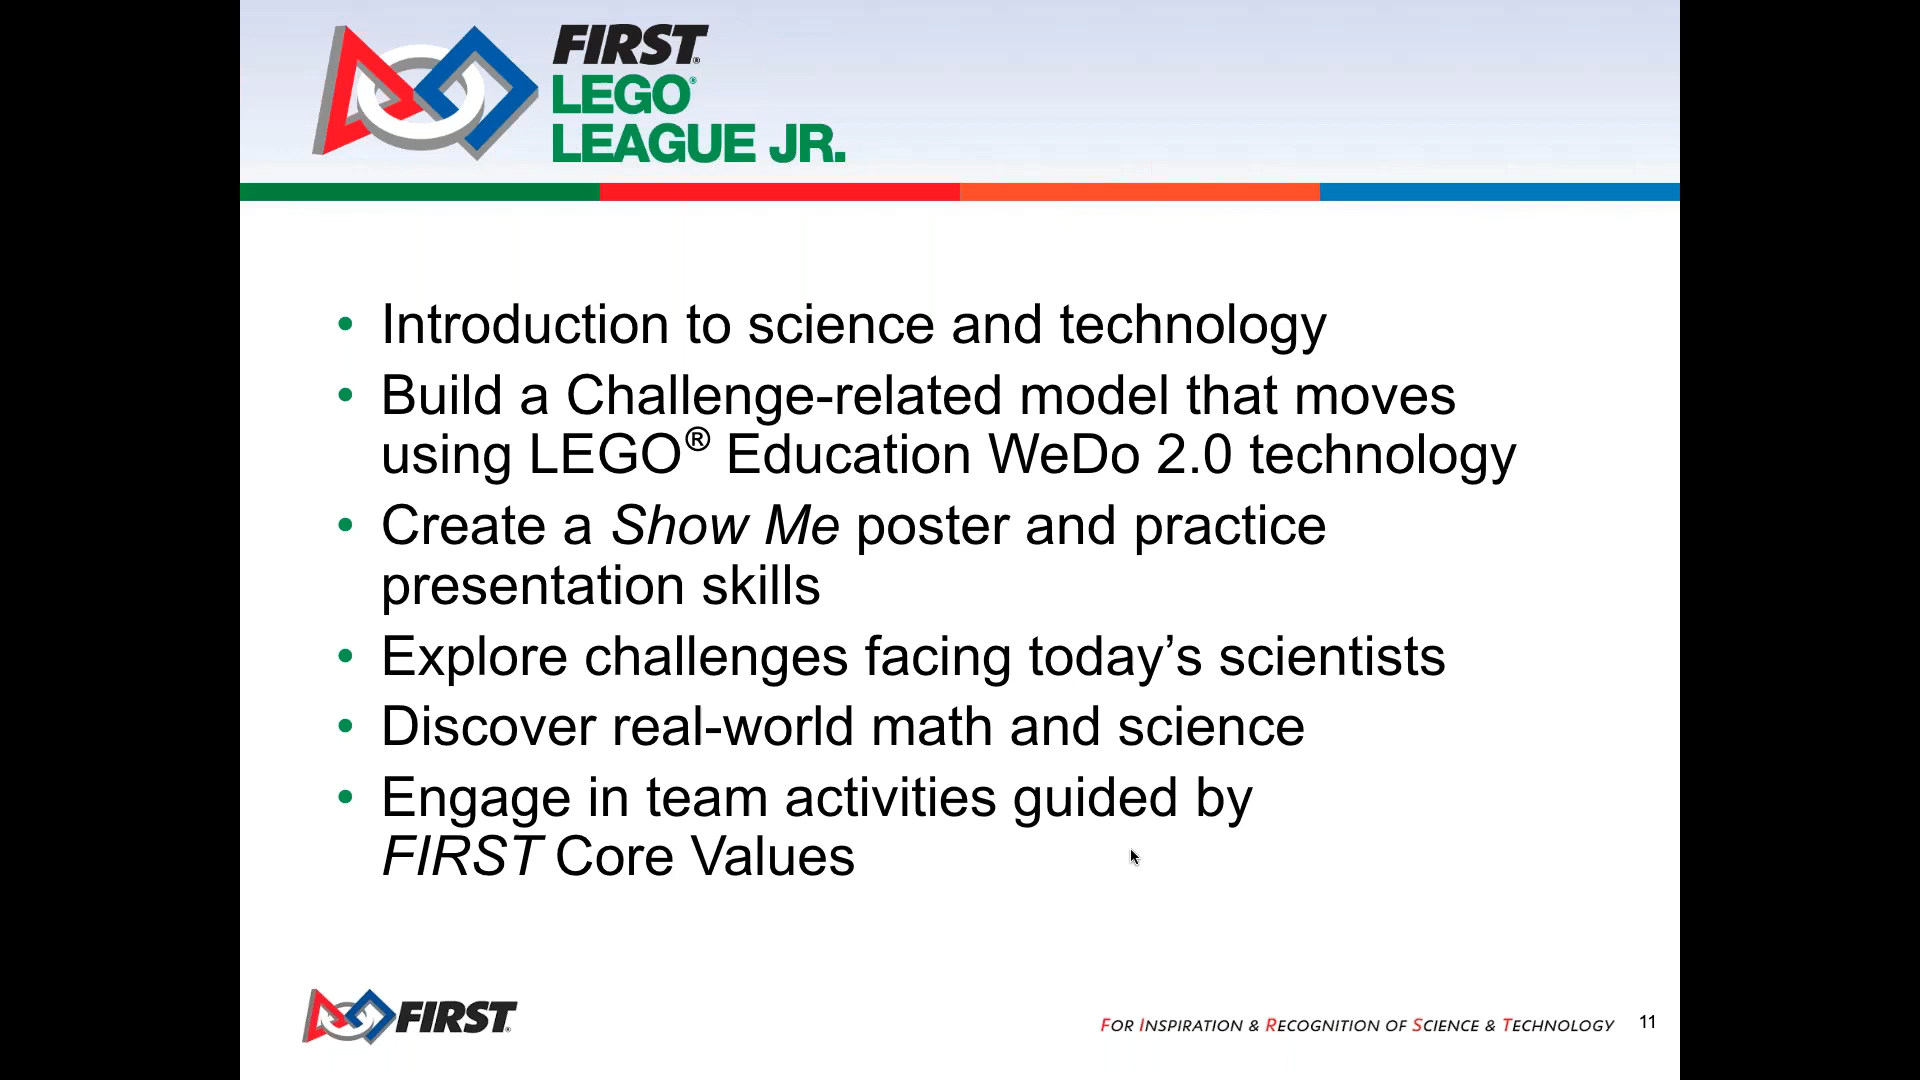 FIRST®
LEGO®
LEAGUE JR.
• Introduction to science and technology
• Build a Challenge-related model that moves
using LEGO® Education WeDo 2.0 technology
• Create a Show Me poster and practice
presentation skills
• Explore challenges facing today’s scientists
• Discover real-world math and science
• Engage in team activities guided by
FIRST Core Values
FIRST®
FOR INSPIRATION & RECOGNITION OF SCIENCE & TECHNOLOGY
11